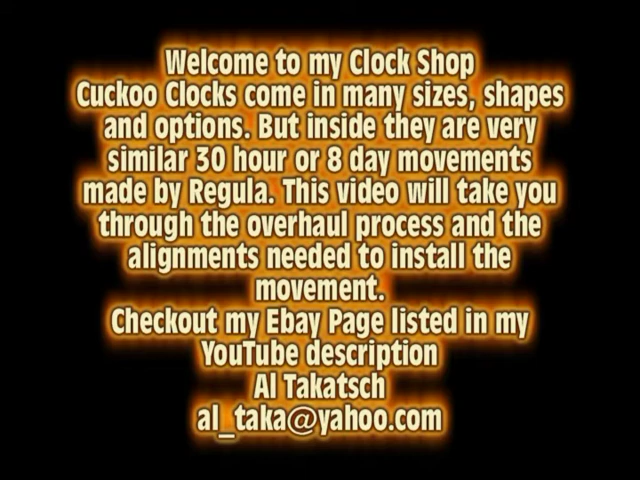 Welcome to my Clock Shop
Cuckoo Clocks come in many sizes, shapes
and options. But inside they are very
similar 30 hour or 8 day movements
made by Regula. This video will take you
through the overhaul process and the
alignments needed to install the
movement.
Checkout my Ebay Page listed in my
YouTube description
Al Takatsch
al_taka@yahoo.com